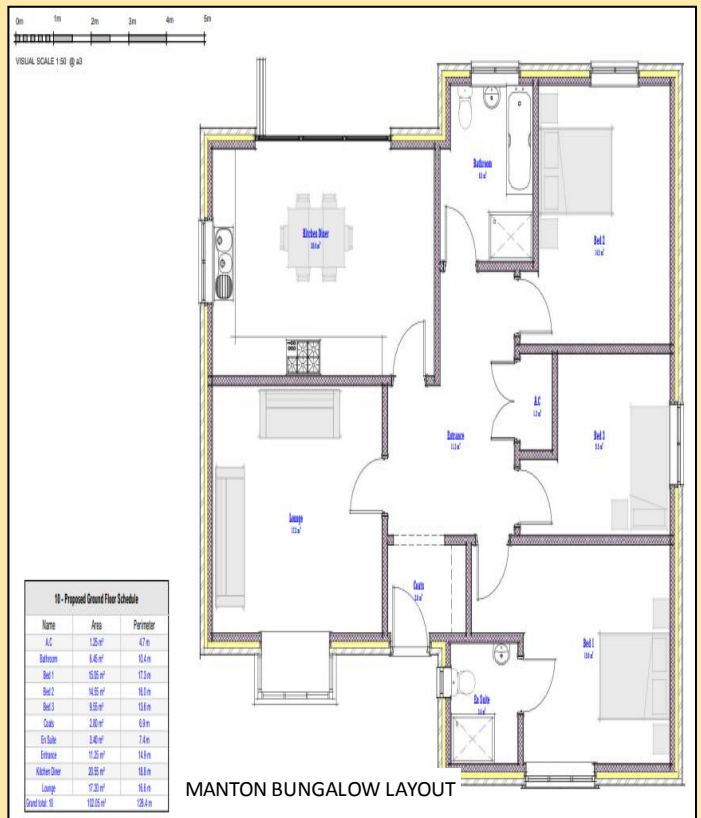 0m 1m 2m 3m 4m 5m
VISUAL SCALE 1:50 @ a3
Bathroom
Kitchen Diner
Bed 2
A.C
Entrance
Bed 3
Lounge
Coats
Bed 1
En Suite
10 - Proposed Ground Floor Schedule
Name Area Perimeter
A.C 1.25 m² 4.7 m
Bathroom 6.45 m² 10.4 m
Bed 1 15.05 m² 17.3 m
Bed 2 14.55 m² 16.0 m
Bed 3 9.55 m² 13.6 m
Coats 2.80 m² 6.9 m
En Suite 3.40 m² 7.4 m
Entrance 11.25 m² 14.9 m
Kitchen Diner 20.55 m² 18.6 m
Lounge 17.20 m² 16.6 m
Grand total: 10 102.05 m² 126.4 m
MANTON BUNGALOW LAYOUT